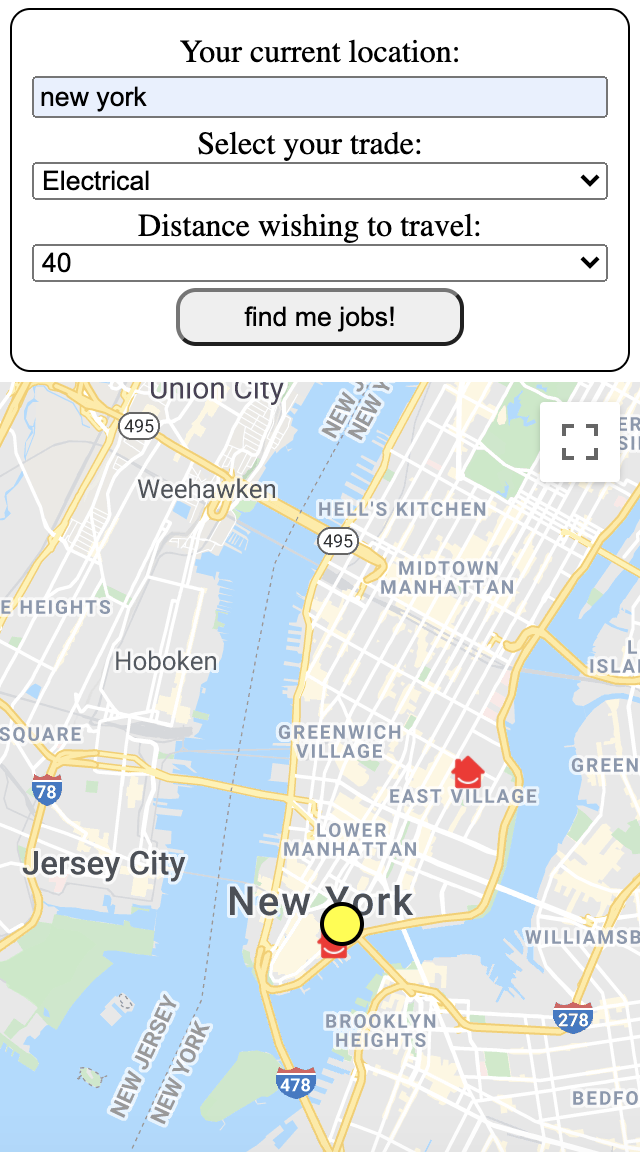 Your current location:
new york
Select your trade:
Electrical
Distance wishing to travel:
40
find me jobs!
Union City
NEW J
NEW Y
495
Weehawken
HELL'S KITCHEN
495
MIDTOWN
MANHATTAN
E HEIGHTS
Hoboken
ISLA
GREENWICH
VILLAGE
SQUARE
GREEN
78
EAST VILLAGE
LOWER
MANHATTAN
Jersey City
New York
WILLIAMSB
BROOKLYN
HEIGHTS
278
NEW JERSEY
NEW YORK
478
BEDFO